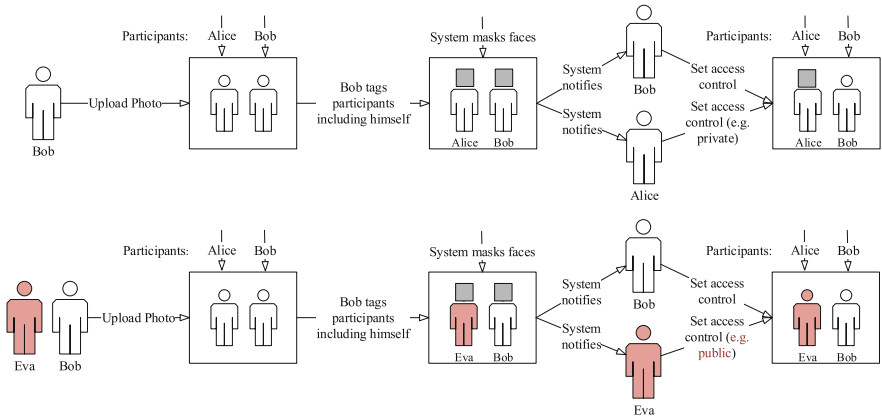 Participants: Alice Bob
System masks faces
Participants: Alice Bob
Bob
Upload Photo
Bob tags
participants
including himself
Alice Bob
System
notifies
System
notifies
Bob
Alice
Set access
control
Set access
control (e.g.
private)
Alice Bob
Participants: Alice Bob
System masks faces
Participants: Alice Bob
Eva Bob
Upload Photo
Bob tags
participants
including himself
Eva Bob
System
notifies
System
notifies
Bob
Eva
Set access
control
Set access
control (e.g.
public)
Eva Bob